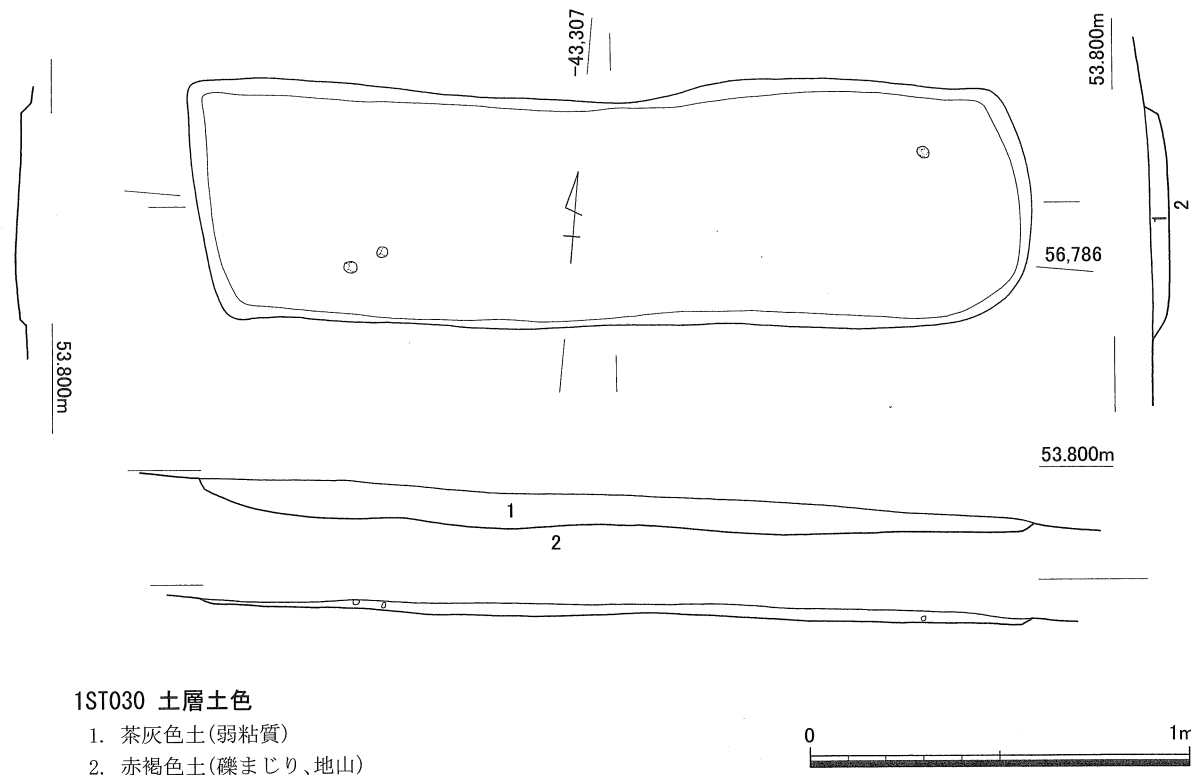 -43,307
53.800m
1
2
56,786
53.800m
53.800m
1
2
1ST030 土層土色
1. 茶灰色土(弱粘質)
2. 赤褐色土(礫まじり、地山)
0
1m